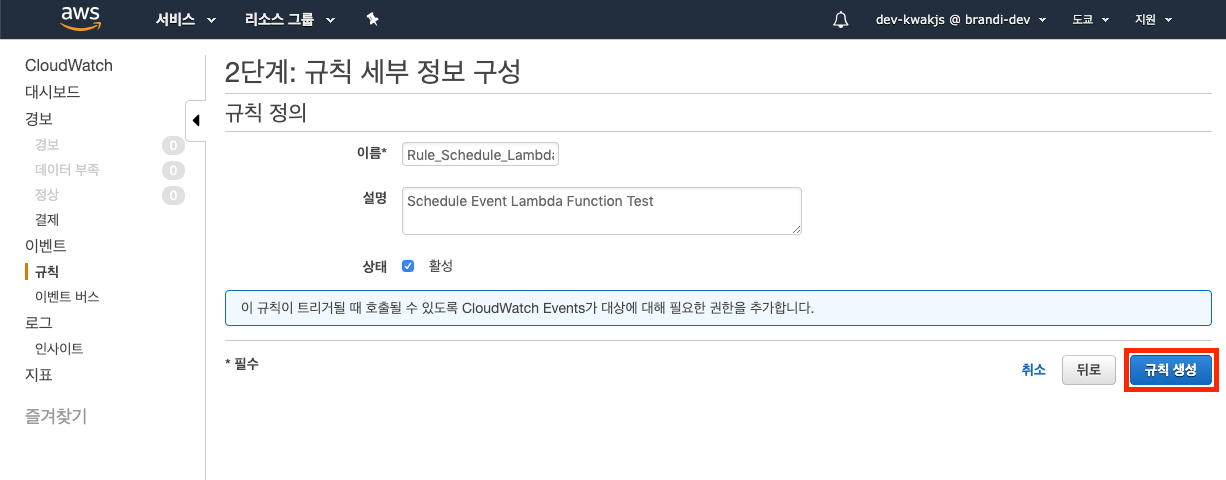 aws 서비스 리소스 그룹 dev-kwakjs @ brandi-dev 도쿄 지원
CloudWatch
대시보드
경보
경보 0
데이터 부족 0
정상 0
결제
이벤트
규칙
이벤트 버스
로그
인사이트
지표
즐겨찾기
2단계: 규칙 세부 정보 구성
규칙 정의
이름* Rule_Schedule_Lambda
설명 Schedule Event Lambda Function Test
상태 활성
이 규칙이 트리거될 때 호출될 수 있도록 CloudWatch Events가 대상에 대해 필요한 권한을 추가합니다.
* 필수
취소 뒤로 규칙 생성